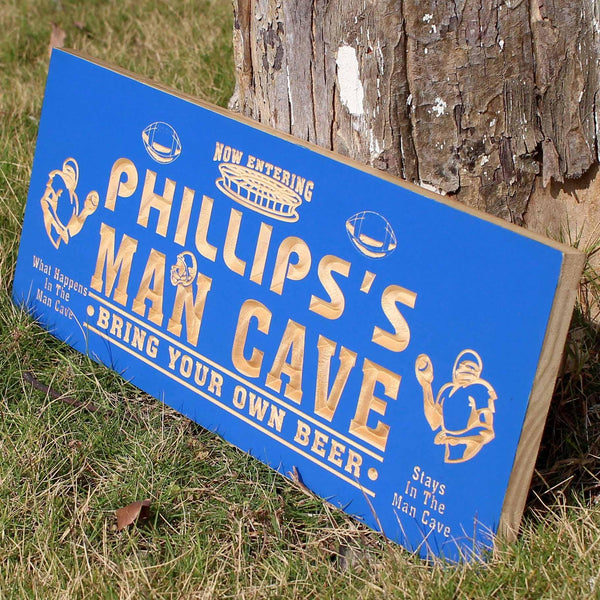 NOW ENTERING
PHILLIPS'S
MAN CAVE
BRING YOUR OWN BEER
What Happens
In The
Man Cave
Stays
In The
Man Cave